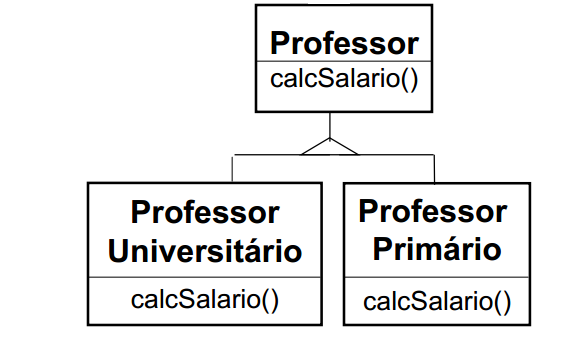 Professor
calcSalario()
Professor
Universitário
calcSalario()
Professor
Primário
calcSalario()